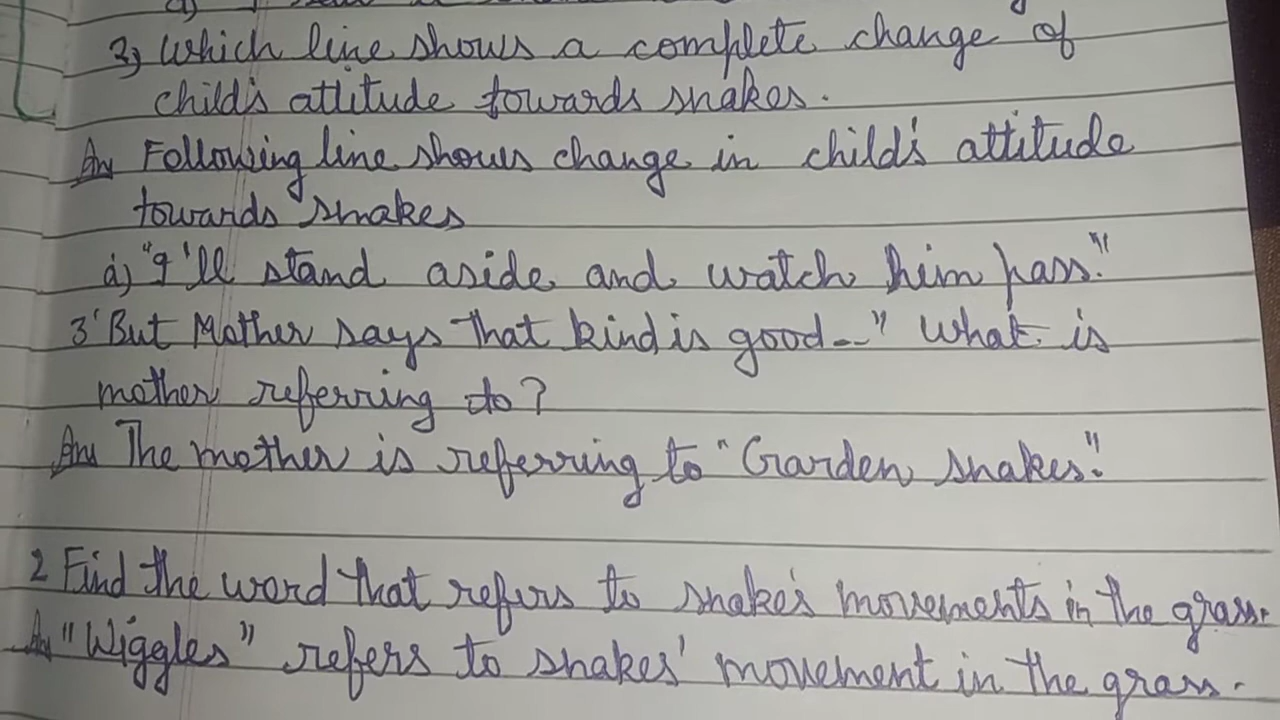 3) Which line shows a complete change of
child's attitude towards snakes.
Ans Following line shows change in child's attitude
towards snakes
a) "I'll stand aside and watch him pass."
3 'But Mother says that kind is good--" What is
mother referring to?
Ans The mother is referring to "Garden snakes."
2 Find the word that refers to snake's movements in the grass.
Ans "Wiggles" refers to snakes' movement in the grass.